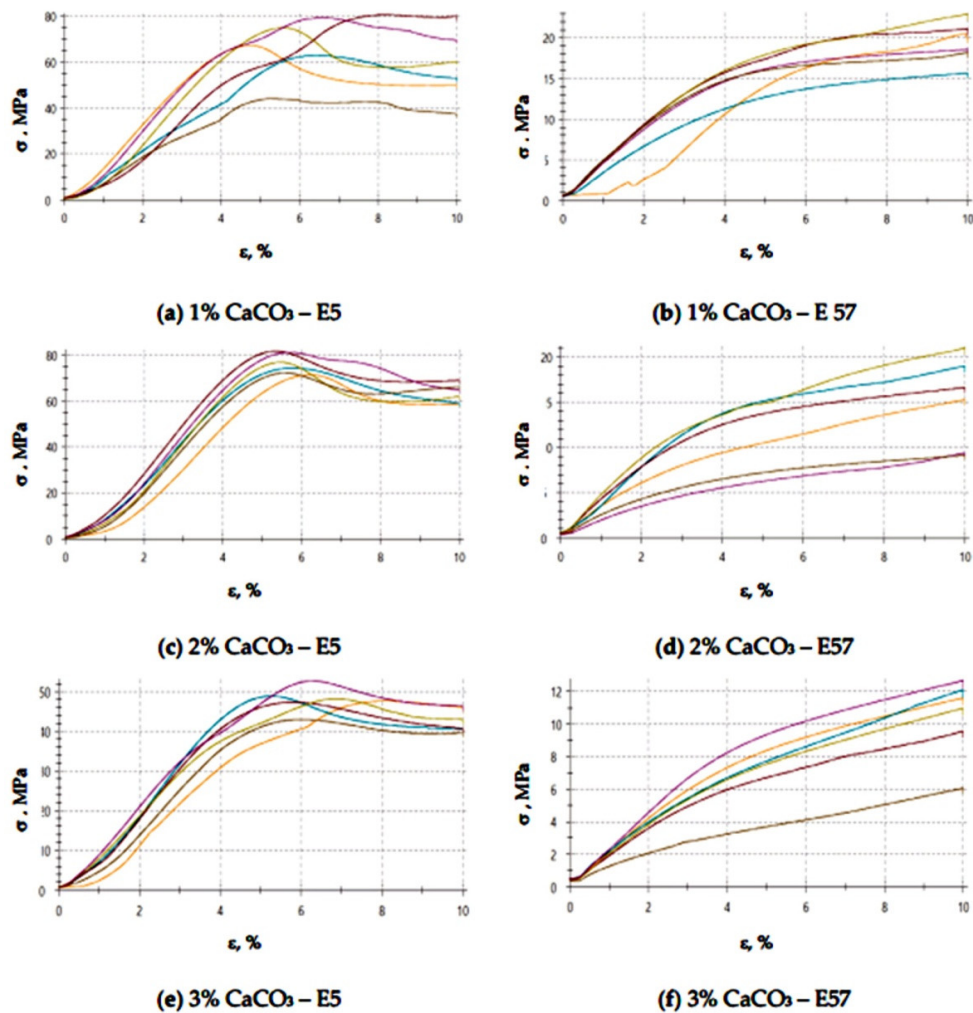 80
60
40
20
0
σ . MPa
0 2 4 6 8 10
ε, %
(a) 1% CaCO₃ – E5
20
15
10
5
0
σ . MPa
0 2 4 6 8 10
ε, %
(b) 1% CaCO₃ – E 57
80
60
40
20
0
σ . MPa
0 2 4 6 8 10
ε, %
(c) 2% CaCO₃ – E5
20
5
0
0
σ . MPa
0 2 4 6 8 10
ε, %
(d) 2% CaCO₃ – E57
50
40
30
20
10
0
σ . MPa
0 2 4 6 8 10
ε, %
(e) 3% CaCO₃ – E5
12
10
8
6
4
2
0
σ , MPa
0 2 4 6 8 10
ε, %
(f) 3% CaCO₃ – E57